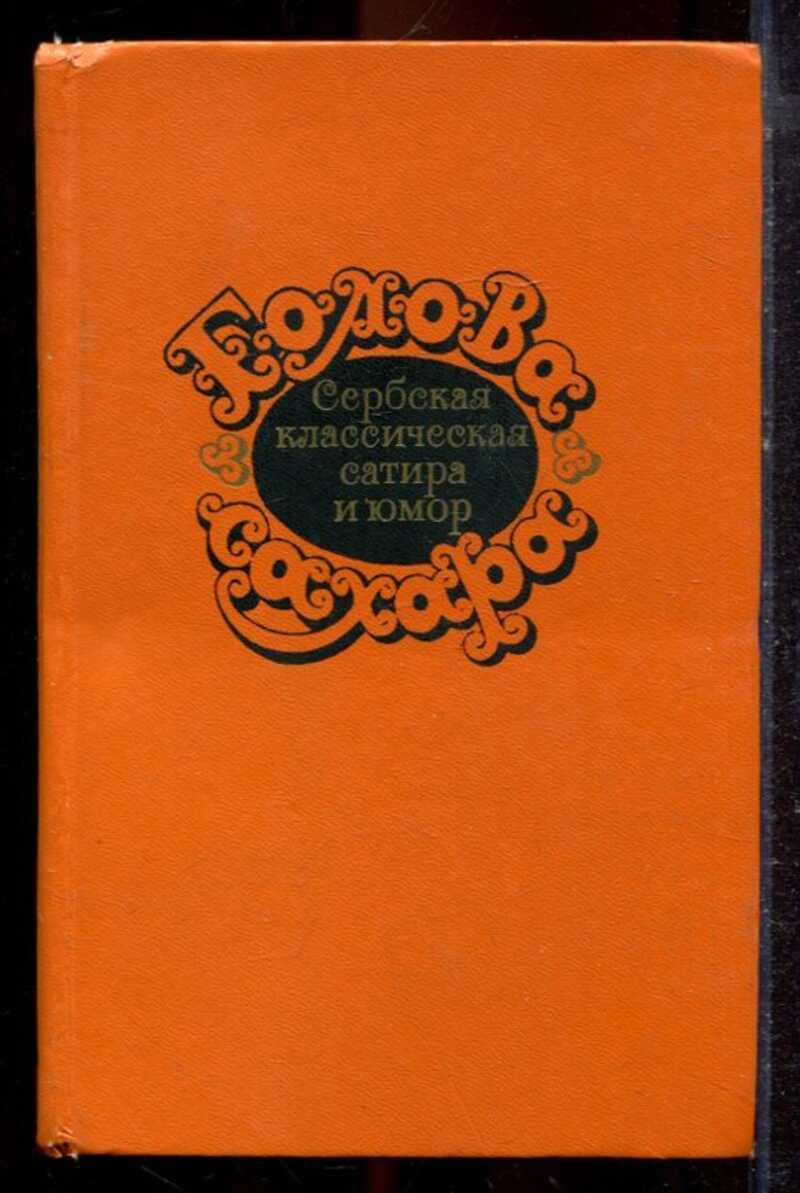 Голова
Сербская
классическая
сатира
и юмор
сахара